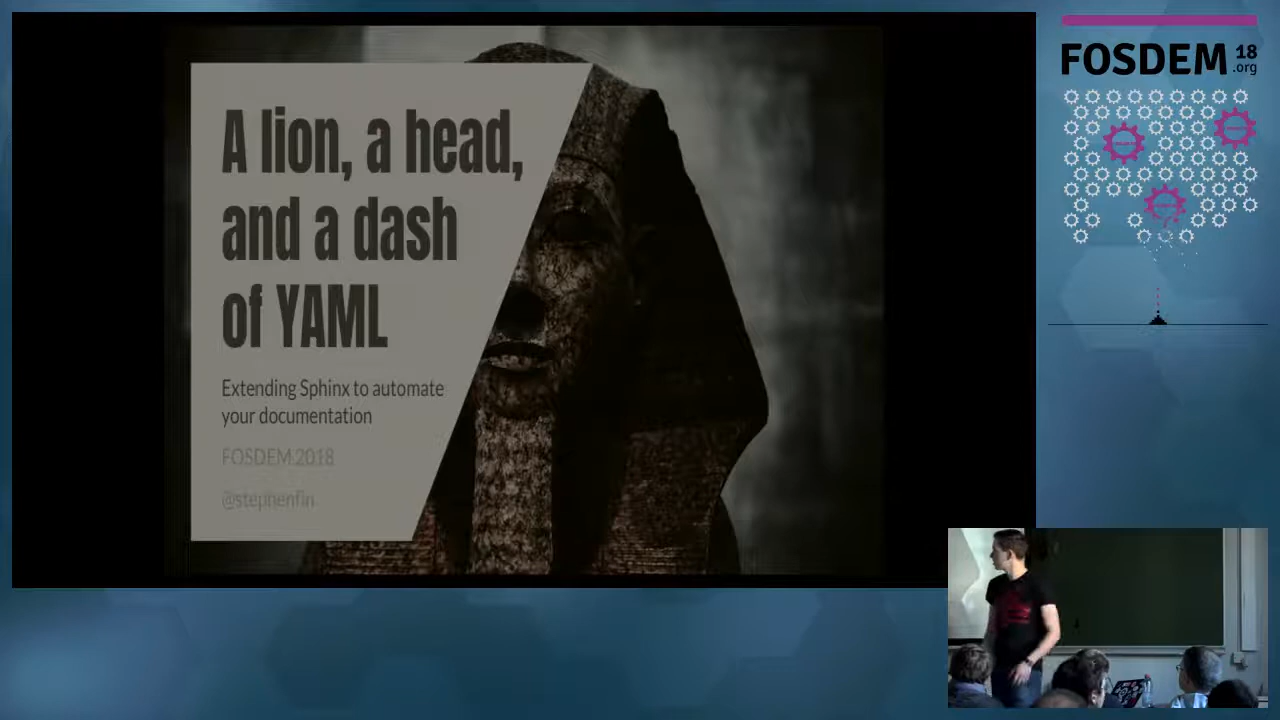 A lion, a head,
and a dash
of YAML
Extending Sphinx to automate
your documentation
FOSDEM 2018
@stephenfin
FOSDEM 18
.org